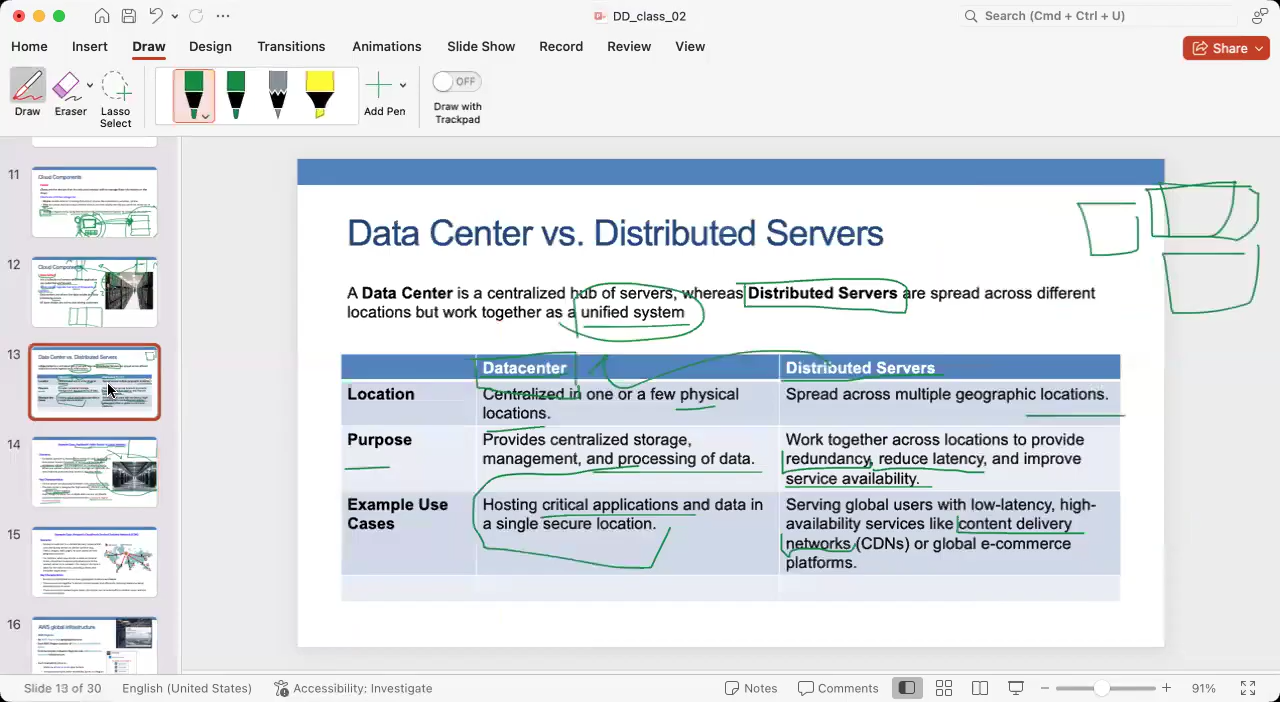 DD_class_02
Search (Cmd + Ctrl + U)
Home Insert Draw Design Transitions Animations Slide Show Record Review View
Share
OFF
Draw Eraser Lasso Select Add Pen Draw with Trackpad
11
Cloud Components
12
Cloud Components
13
Data Center vs. Distributed Servers
14
15
16
AWS global infrastructure
Data Center vs. Distributed Servers
A Data Center is a centralized hub of servers, whereas Distributed Servers are spread across different
locations but work together as a unified system
Datacenter Distributed Servers
Location
Centralized in one or a few physical
locations.
Spread across multiple geographic locations.
Purpose
Provides centralized storage,
management, and processing of data
Work together across locations to provide
redundancy, reduce latency, and improve
service availability.
Example Use
Cases
Hosting critical applications and data in
a single secure location.
Serving global users with low-latency, high-
availability services like content delivery
networks (CDNs) or global e-commerce
platforms.
Slide 13 of 30 English (United States) Accessibility: Investigate Notes Comments 91%